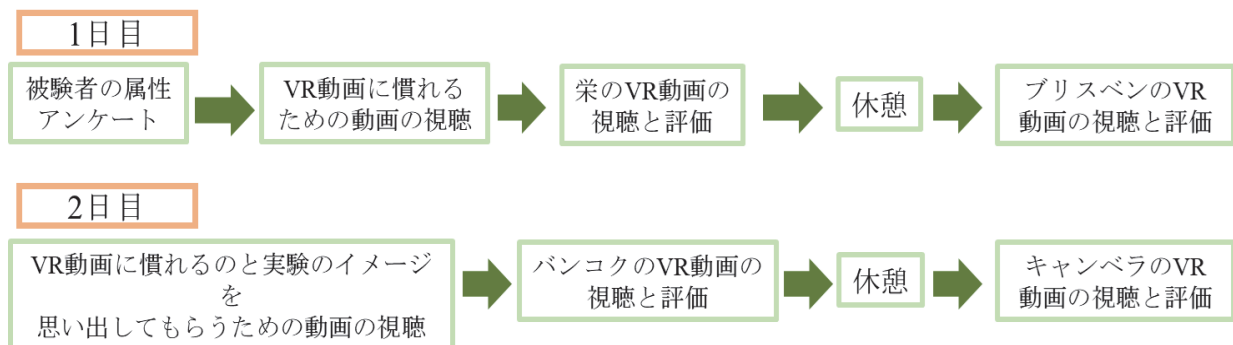 1日目
被験者の属性
アンケート
VR動画に慣れる
ための動画の視聴
栄のVR動画の
視聴と評価
休憩
ブリスベンのVR
動画の視聴と評価
2日目
VR動画に慣れるのと実験のイメージ
を
思い出してもらうための動画の視聴
バンコクのVR動画の
視聴と評価
休憩
キャンベラのVR
動画の視聴と評価